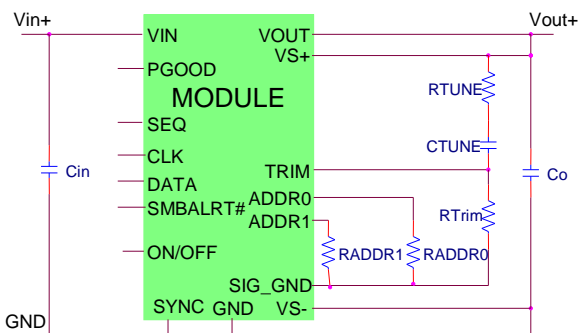 Vin+
Vout+
VIN
VOUT
VS+
PGOOD
RTUNE
MODULE
SEQ
CTUNE
CLK
Cin
TRIM
Co
DATA
ADDR0
SMBALRT#
RTrim
ADDR1
ON/OFF
RADDR1
RADDR0
SIG_GND
SYNC
GND
VS-
GND